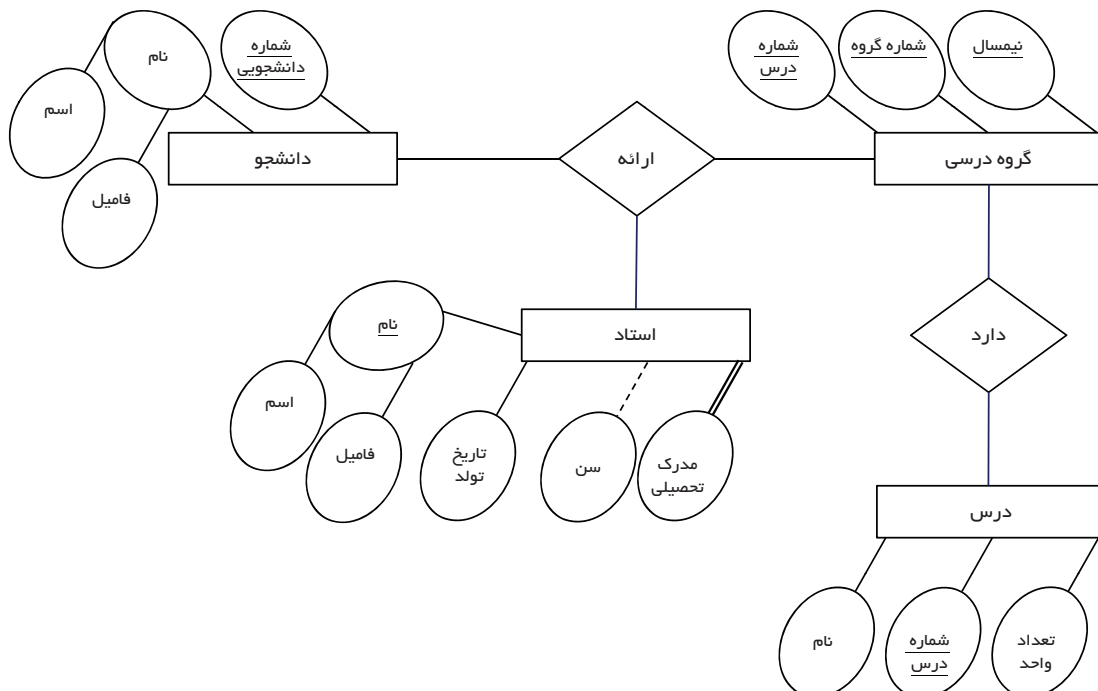 نیمسال
شماره گروه
شماره
درس
شماره
دانشجویی
نام
اسم
فامیل
گروه درسی
ارائه
دانشجو
استاد
نام
اسم
فامیل
تاریخ
تولد
سن
مدرک
تحصیلی
دارد
درس
تعداد
واحد
شماره
درس
نام